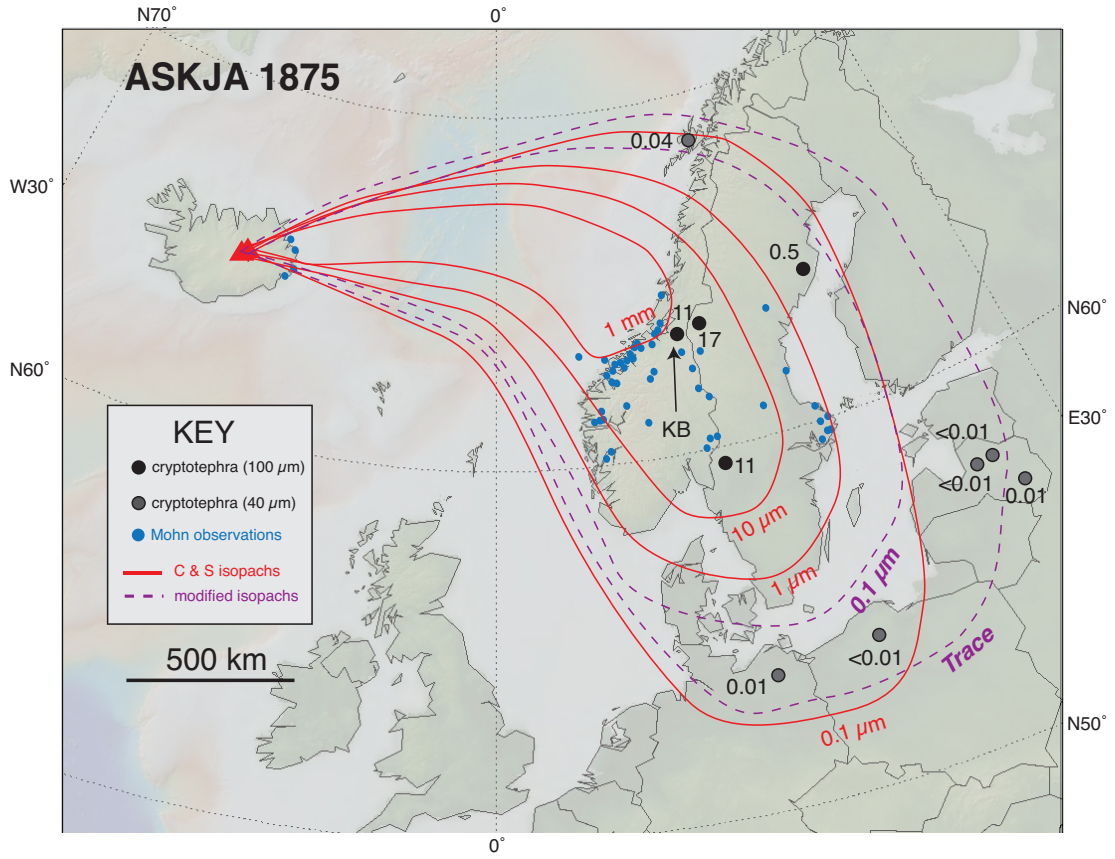 N70˚
0˚
ASKJA 1875
0.04
W30˚
0.5
N60˚
1 mm
11
17
N60˚
KB
E30˚
<0.01
<0.01
0.01
11
10 µm
1 µm
0.1 µm
Trace
<0.01
0.01
0.1 µm
KEY
cryptotephra (100 µm)
cryptotephra (40 µm)
Mohn observations
C & S isopachs
modified isopachs
500 km
N50˚
0˚